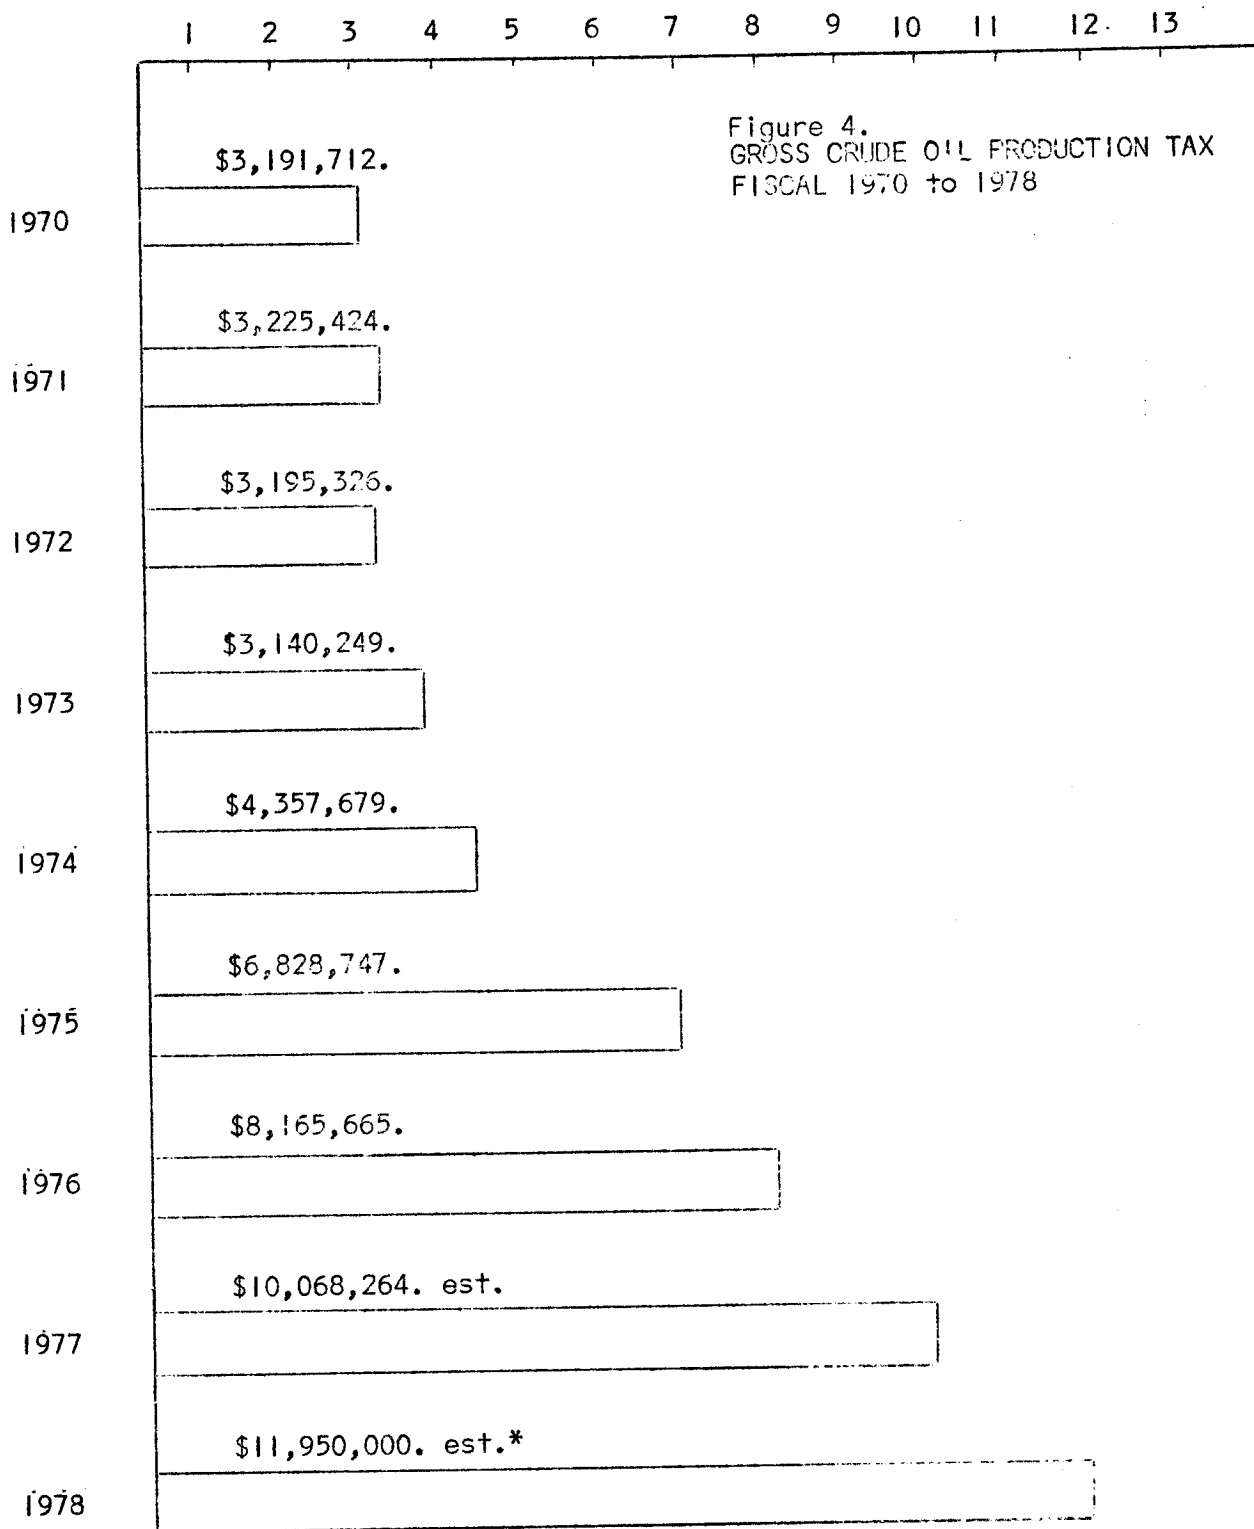 1 2 3 4 5 6 7 8 9 10 11 12. 13
Figure 4.
GROSS CRUDE OIL PRODUCTION TAX
FISCAL 1970 to 1978
$3,191,712.
1970
$3,225,424.
1971
$3,195,326.
1972
$3,140,249.
1973
$4,357,679.
1974
$6,828,747.
1975
$8,165,665.
1976
$10,068,264. est.
1977
$11,950,000. est.*
1978